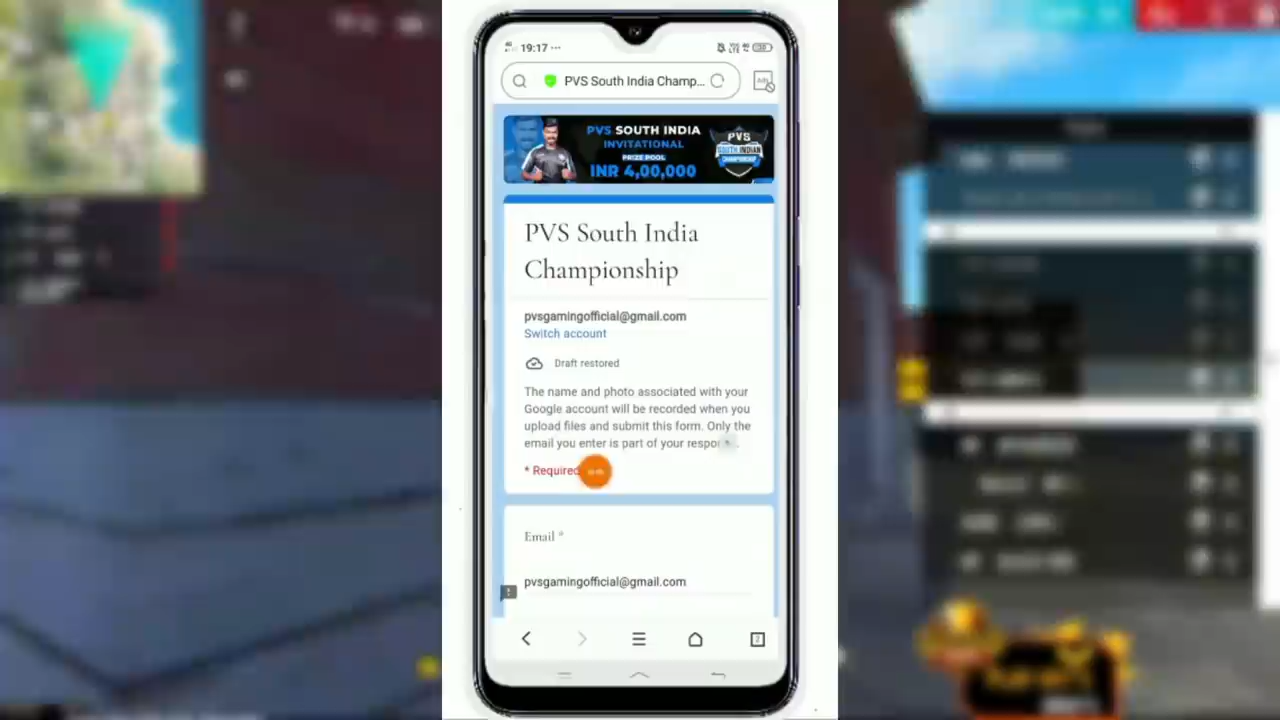 19:17 ...
PVS South India Champ...
PVS SOUTH INDIA
INVITATIONAL
PRIZE POOL
INR 4,00,000
PVS
SOUTH INDIAN
CHAMPIONSHIP
PVS South India
Championship
pvsgamingofficial@gmail.com
Switch account
Draft restored
The name and photo associated with your
Google account will be recorded when you
upload files and submit this form. Only the
email you enter is part of your respo
* Required
Email *
pvsgamingofficial@gmail.com